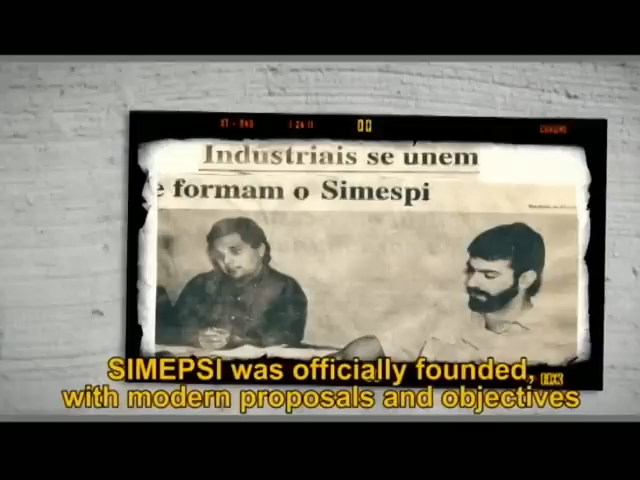 Industriais se unem
e formam o Simespi
SIMEPSI was officially founded,
with modern proposals and objectives